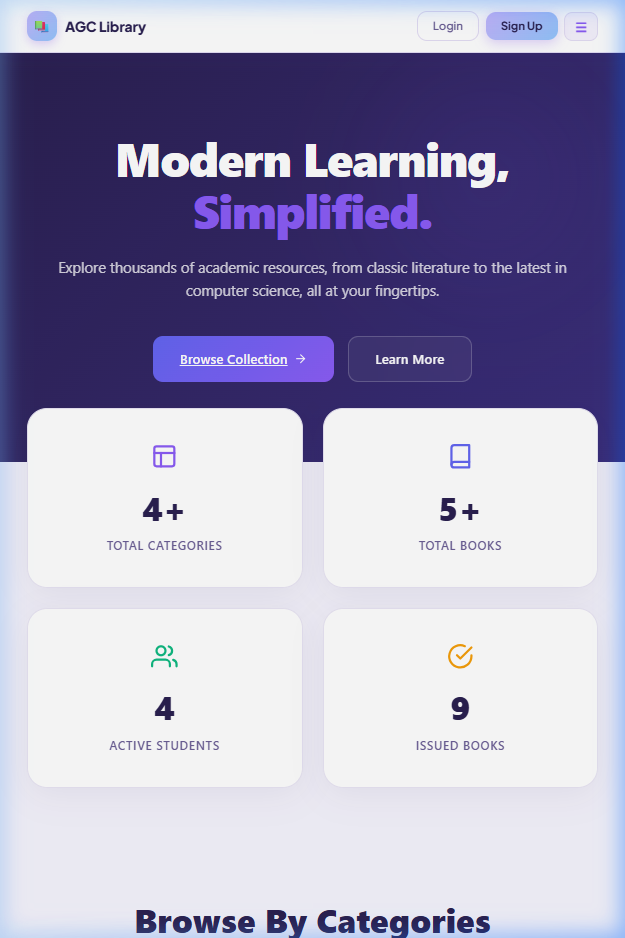 AGC Library
Login
Sign Up
Modern Learning,
Simplified.
Explore thousands of academic resources, from classic literature to the latest in
computer science, all at your fingertips.
Browse Collection →
Learn More
4+
TOTAL CATEGORIES
5+
TOTAL BOOKS
4
ACTIVE STUDENTS
9
ISSUED BOOKS
Browse By Categories